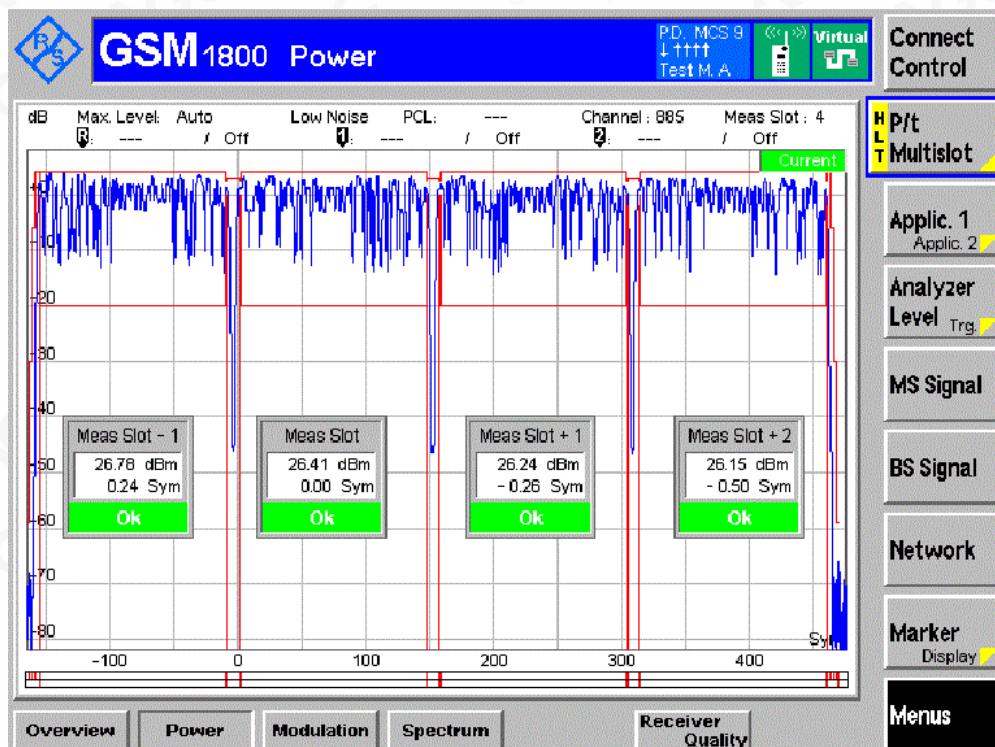 R/S
GSM 1800 Power
P.D. MCS 9
↓ ↑↑↑↑
Test M. A
Virtual
Connect
Control
dB Max. Level: Auto Low Noise PCL: --- Channel : 885 Meas Slot : 4
R: --- / Off 1: --- / Off 2: --- / Off
HLT
P/t
Multislot
Current
+0
-10
-20
-30
-40
-50
-60
-70
-80
Meas Slot - 1
26.78 dBm
0.24 Sym
Ok
Meas Slot
26.41 dBm
0.00 Sym
Ok
Meas Slot + 1
26.24 dBm
- 0.26 Sym
Ok
Meas Slot + 2
26.15 dBm
- 0.50 Sym
Ok
-100 0 100 200 300 400
Applic. 1
Applic. 2
Analyzer
Level Trg.
MS Signal
BS Signal
Network
Marker
Display
Menus
Overview Power Modulation Spectrum Receiver
Quality